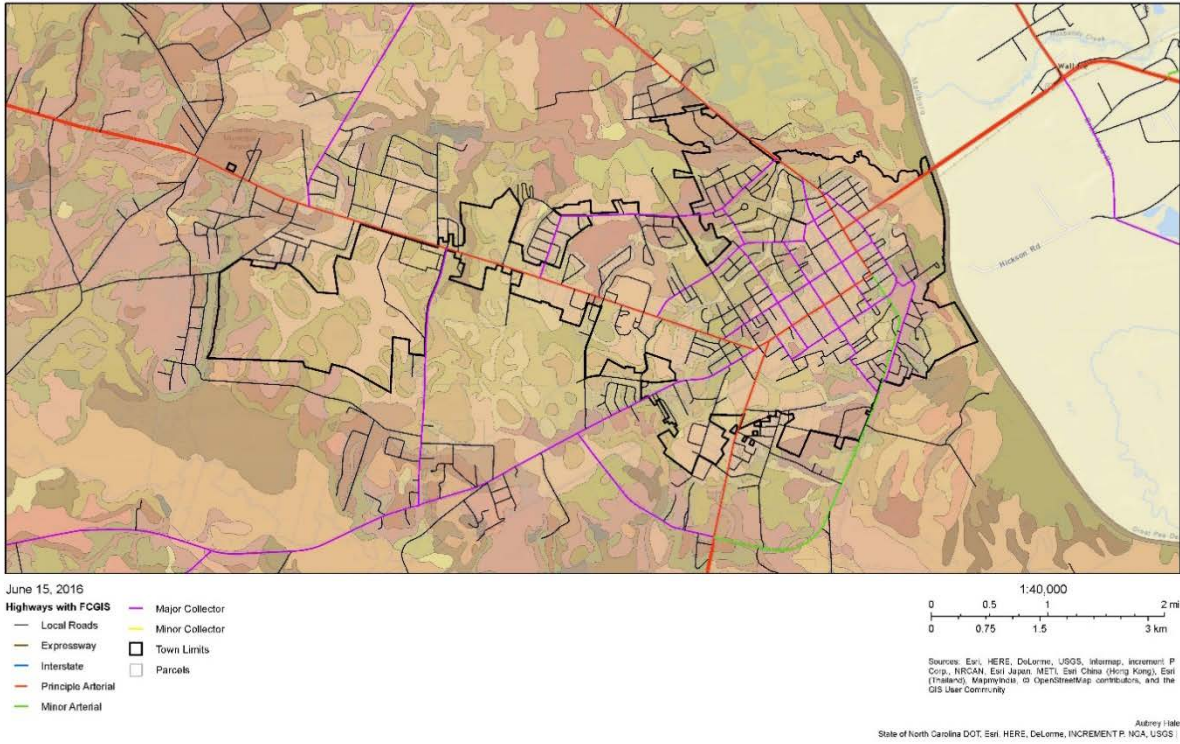 Hickson Rd
June 15, 2016
Highways with FCGIS
Local Roads
Expressway
Interstate
Principle Arterial
Minor Arterial
Major Collector
Minor Collector
Town Limits
Parcels
1:40,000
0 0.5 1 2 mi
0 0.75 1.5 3 km
Sources: Esri, HERE, DeLorme, USGS, Intermap, increment P
Corp., NRCAN, Esri Japan, METI, Esri China (Hong Kong), Esri
(Thailand), MapmyIndia, © OpenStreetMap contributors, and the
GIS User Community
Aubrey Hale
State of North Carolina DOT, Esri, HERE, DeLorme, INCREMENT P, NGA, USGS |